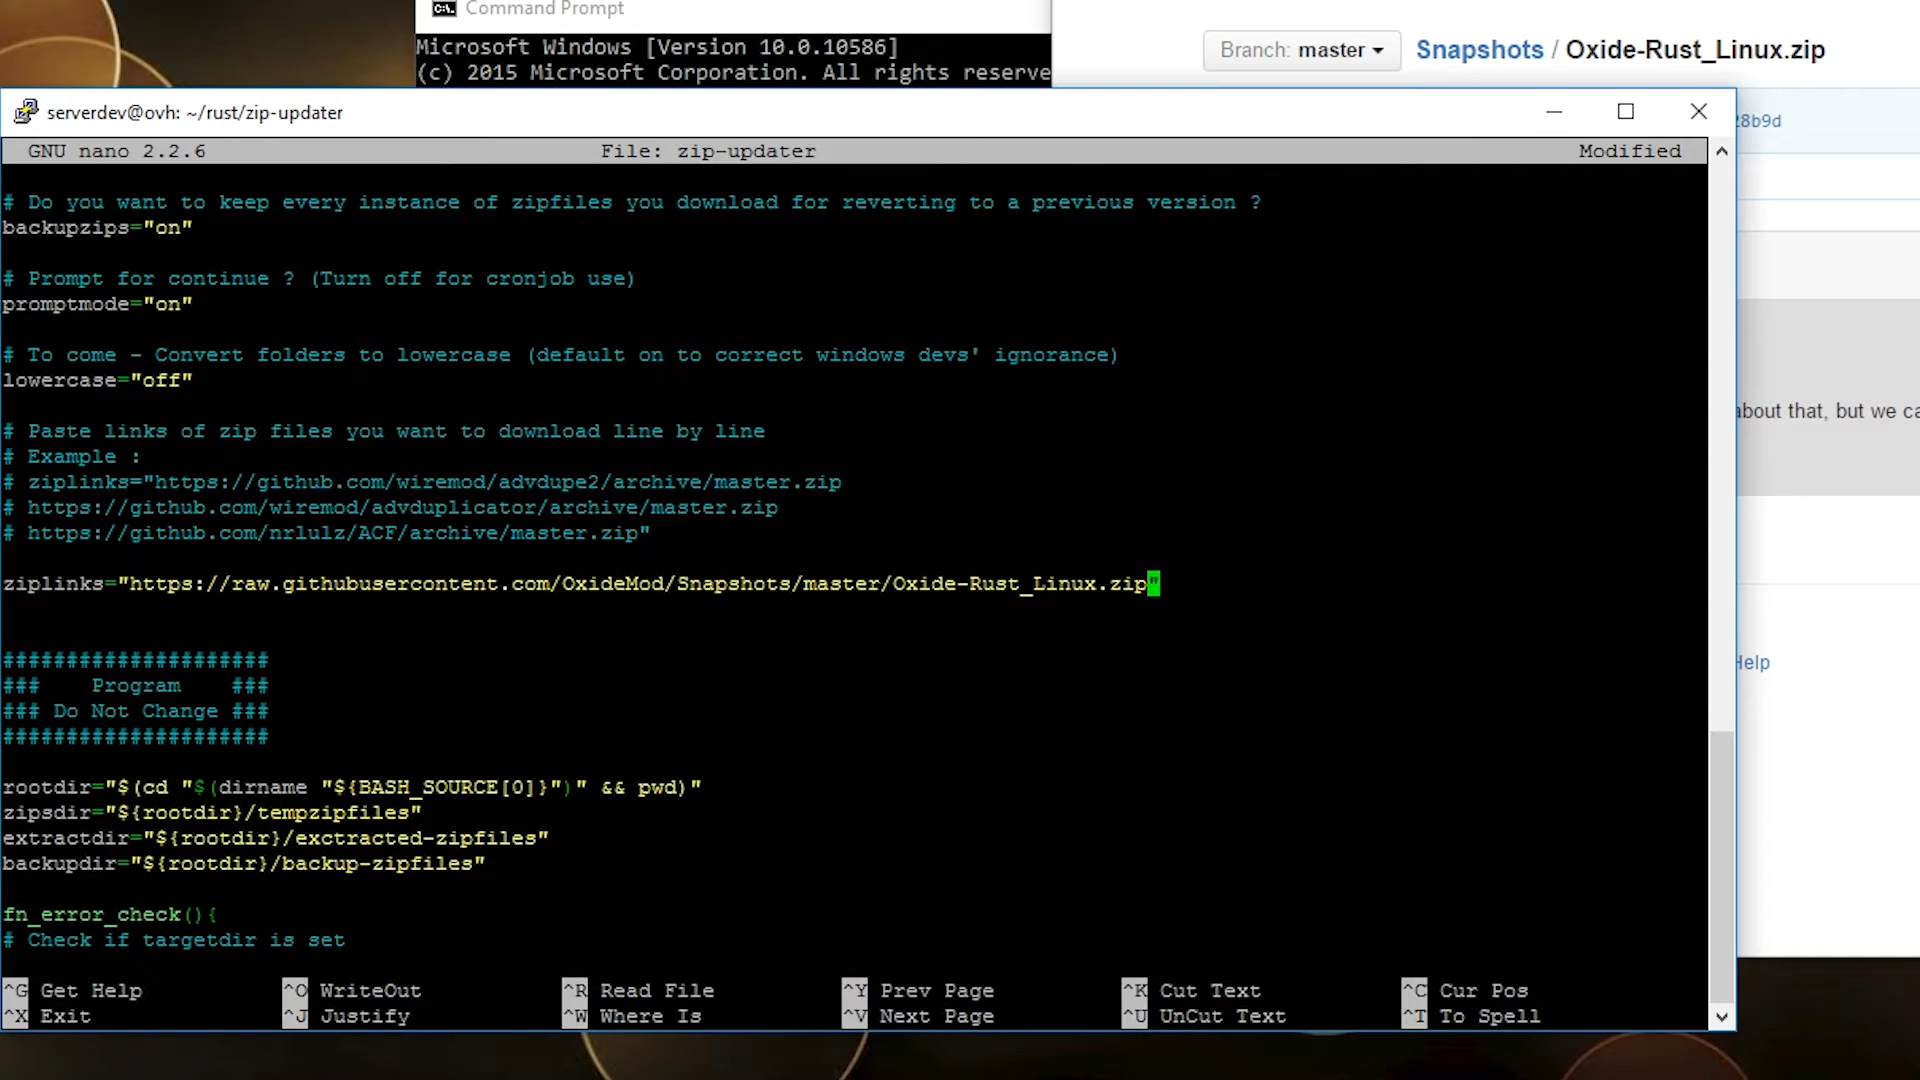 Command Prompt
Microsoft Windows [Version 10.0.10586]
(c) 2015 Microsoft Corporation. All rights reserve
Branch: master
Snapshots / Oxide-Rust_Linux.zip
28b9d
serverdev@ovh: ~/rust/zip-updater
GNU nano 2.2.6 File: zip-updater Modified
# Do you want to keep every instance of zipfiles you download for reverting to a previous version ?
backupzips="on"
# Prompt for continue ? (Turn off for cronjob use)
promptmode="on"
# To come - Convert folders to lowercase (default on to correct windows devs' ignorance)
lowercase="off"
about that, but we ca
# Paste links of zip files you want to download line by line
# Example :
# ziplinks="https://github.com/wiremod/advdupe2/archive/master.zip
# https://github.com/wiremod/advduplicator/archive/master.zip
# https://github.com/nrlulz/ACF/archive/master.zip"
ziplinks="https://raw.githubusercontent.com/OxideMod/Snapshots/master/Oxide-Rust_Linux.zip"
#####################
### Program ###
### Do Not Change ###
#####################
Help
rootdir="$(cd "$(dirname "${BASH_SOURCE[0]}")" && pwd)"
zipsdir="${rootdir}/tempzipfiles"
extractdir="${rootdir}/exctracted-zipfiles"
backupdir="${rootdir}/backup-zipfiles"
fn_error_check(){
# Check if targetdir is set
^G Get Help ^O WriteOut ^R Read File ^Y Prev Page ^K Cut Text ^C Cur Pos
^X Exit ^J Justify ^W Where Is ^V Next Page ^U UnCut Text ^T To Spell